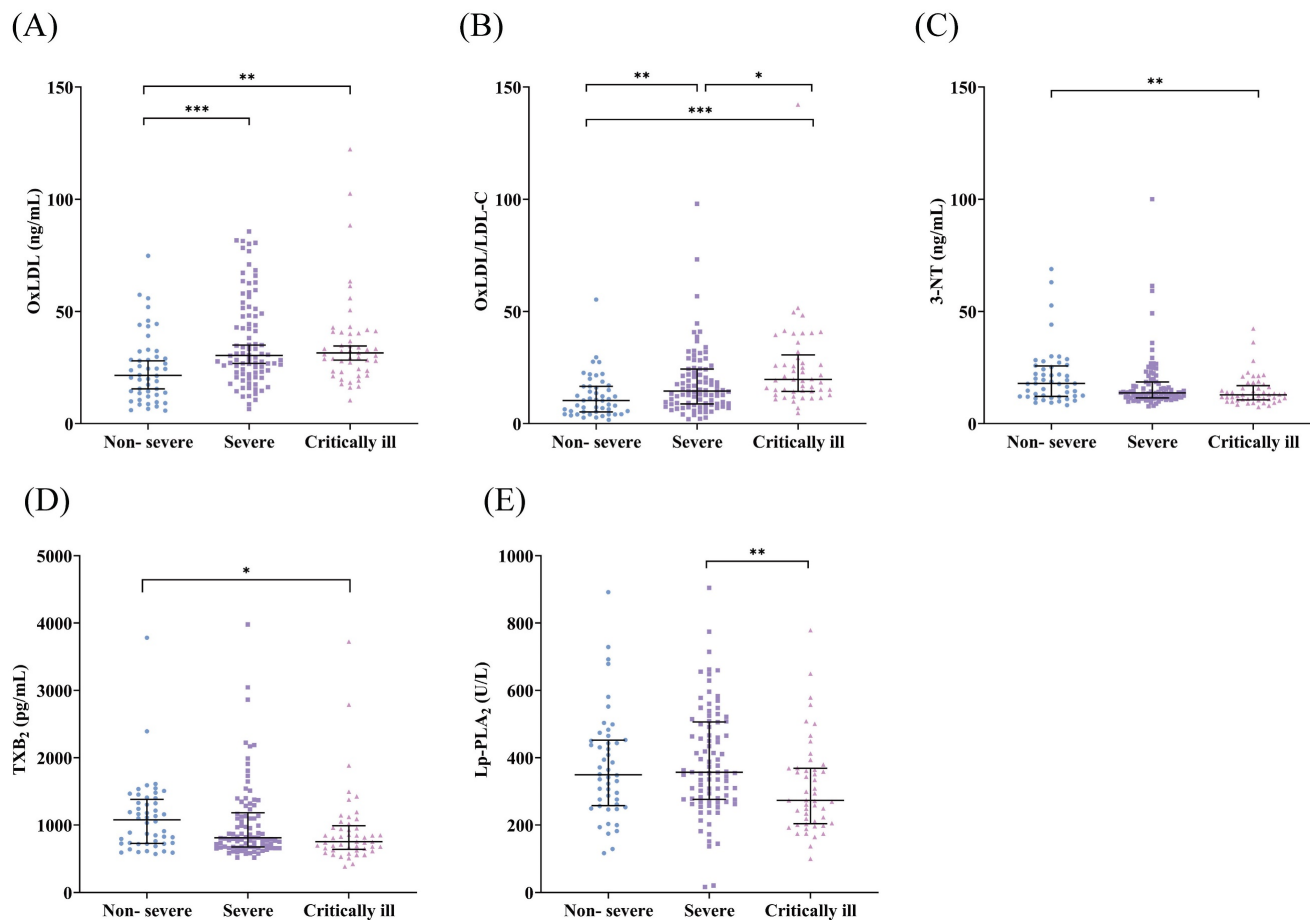 (A)
OxLDL (ng/mL)
150
100
50
0
**
***
Non- severe Severe Critically ill
(B)
OxLDL/LDL-C
150
100
50
0
** *
***
Non- severe Severe Critically ill
(C)
3-NT (ng/mL)
150
100
50
0
**
Non- severe Severe Critically ill
(D)
TXB₂ (pg/mL)
5000
4000
3000
2000
1000
0
*
Non- severe Severe Critically ill
(E)
Lp-PLA₂ (U/L)
1000
800
600
400
200
0
**
Non- severe Severe Critically ill